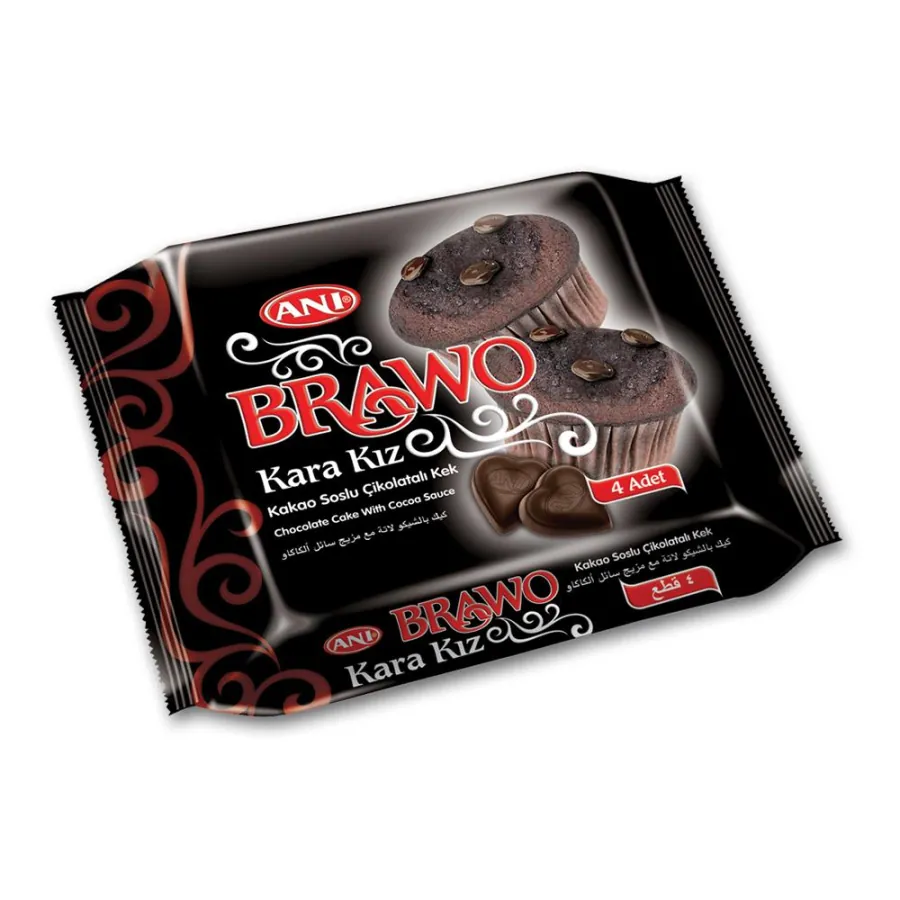 ANI®
BRAWO
Kara Kız
Kakao Soslu Çikolatalı Kek
Chocolate Cake With Cocoa Sauce
كيك بالشيكو لاتة مع مزيج سائل ألكاكاو
4 Adet
ANI®
BRAWO
Kara Kız
Kakao Soslu Çikolatalı Kek
كيك بالشيكو لاتة مع مزيج سائل ألكاكاو
٤ قطع